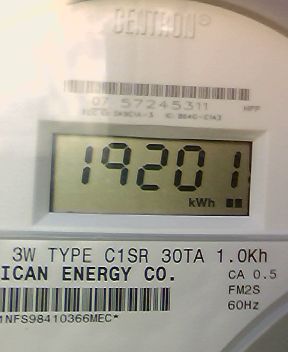 CENTRON®
07 57245311
HPF
19201
kWh
3W TYPE C1SR 30TA 1.0Kh
ICAN ENERGY CO.
CA 0.5
FM2S
60Hz
1NFS98410366MEC*